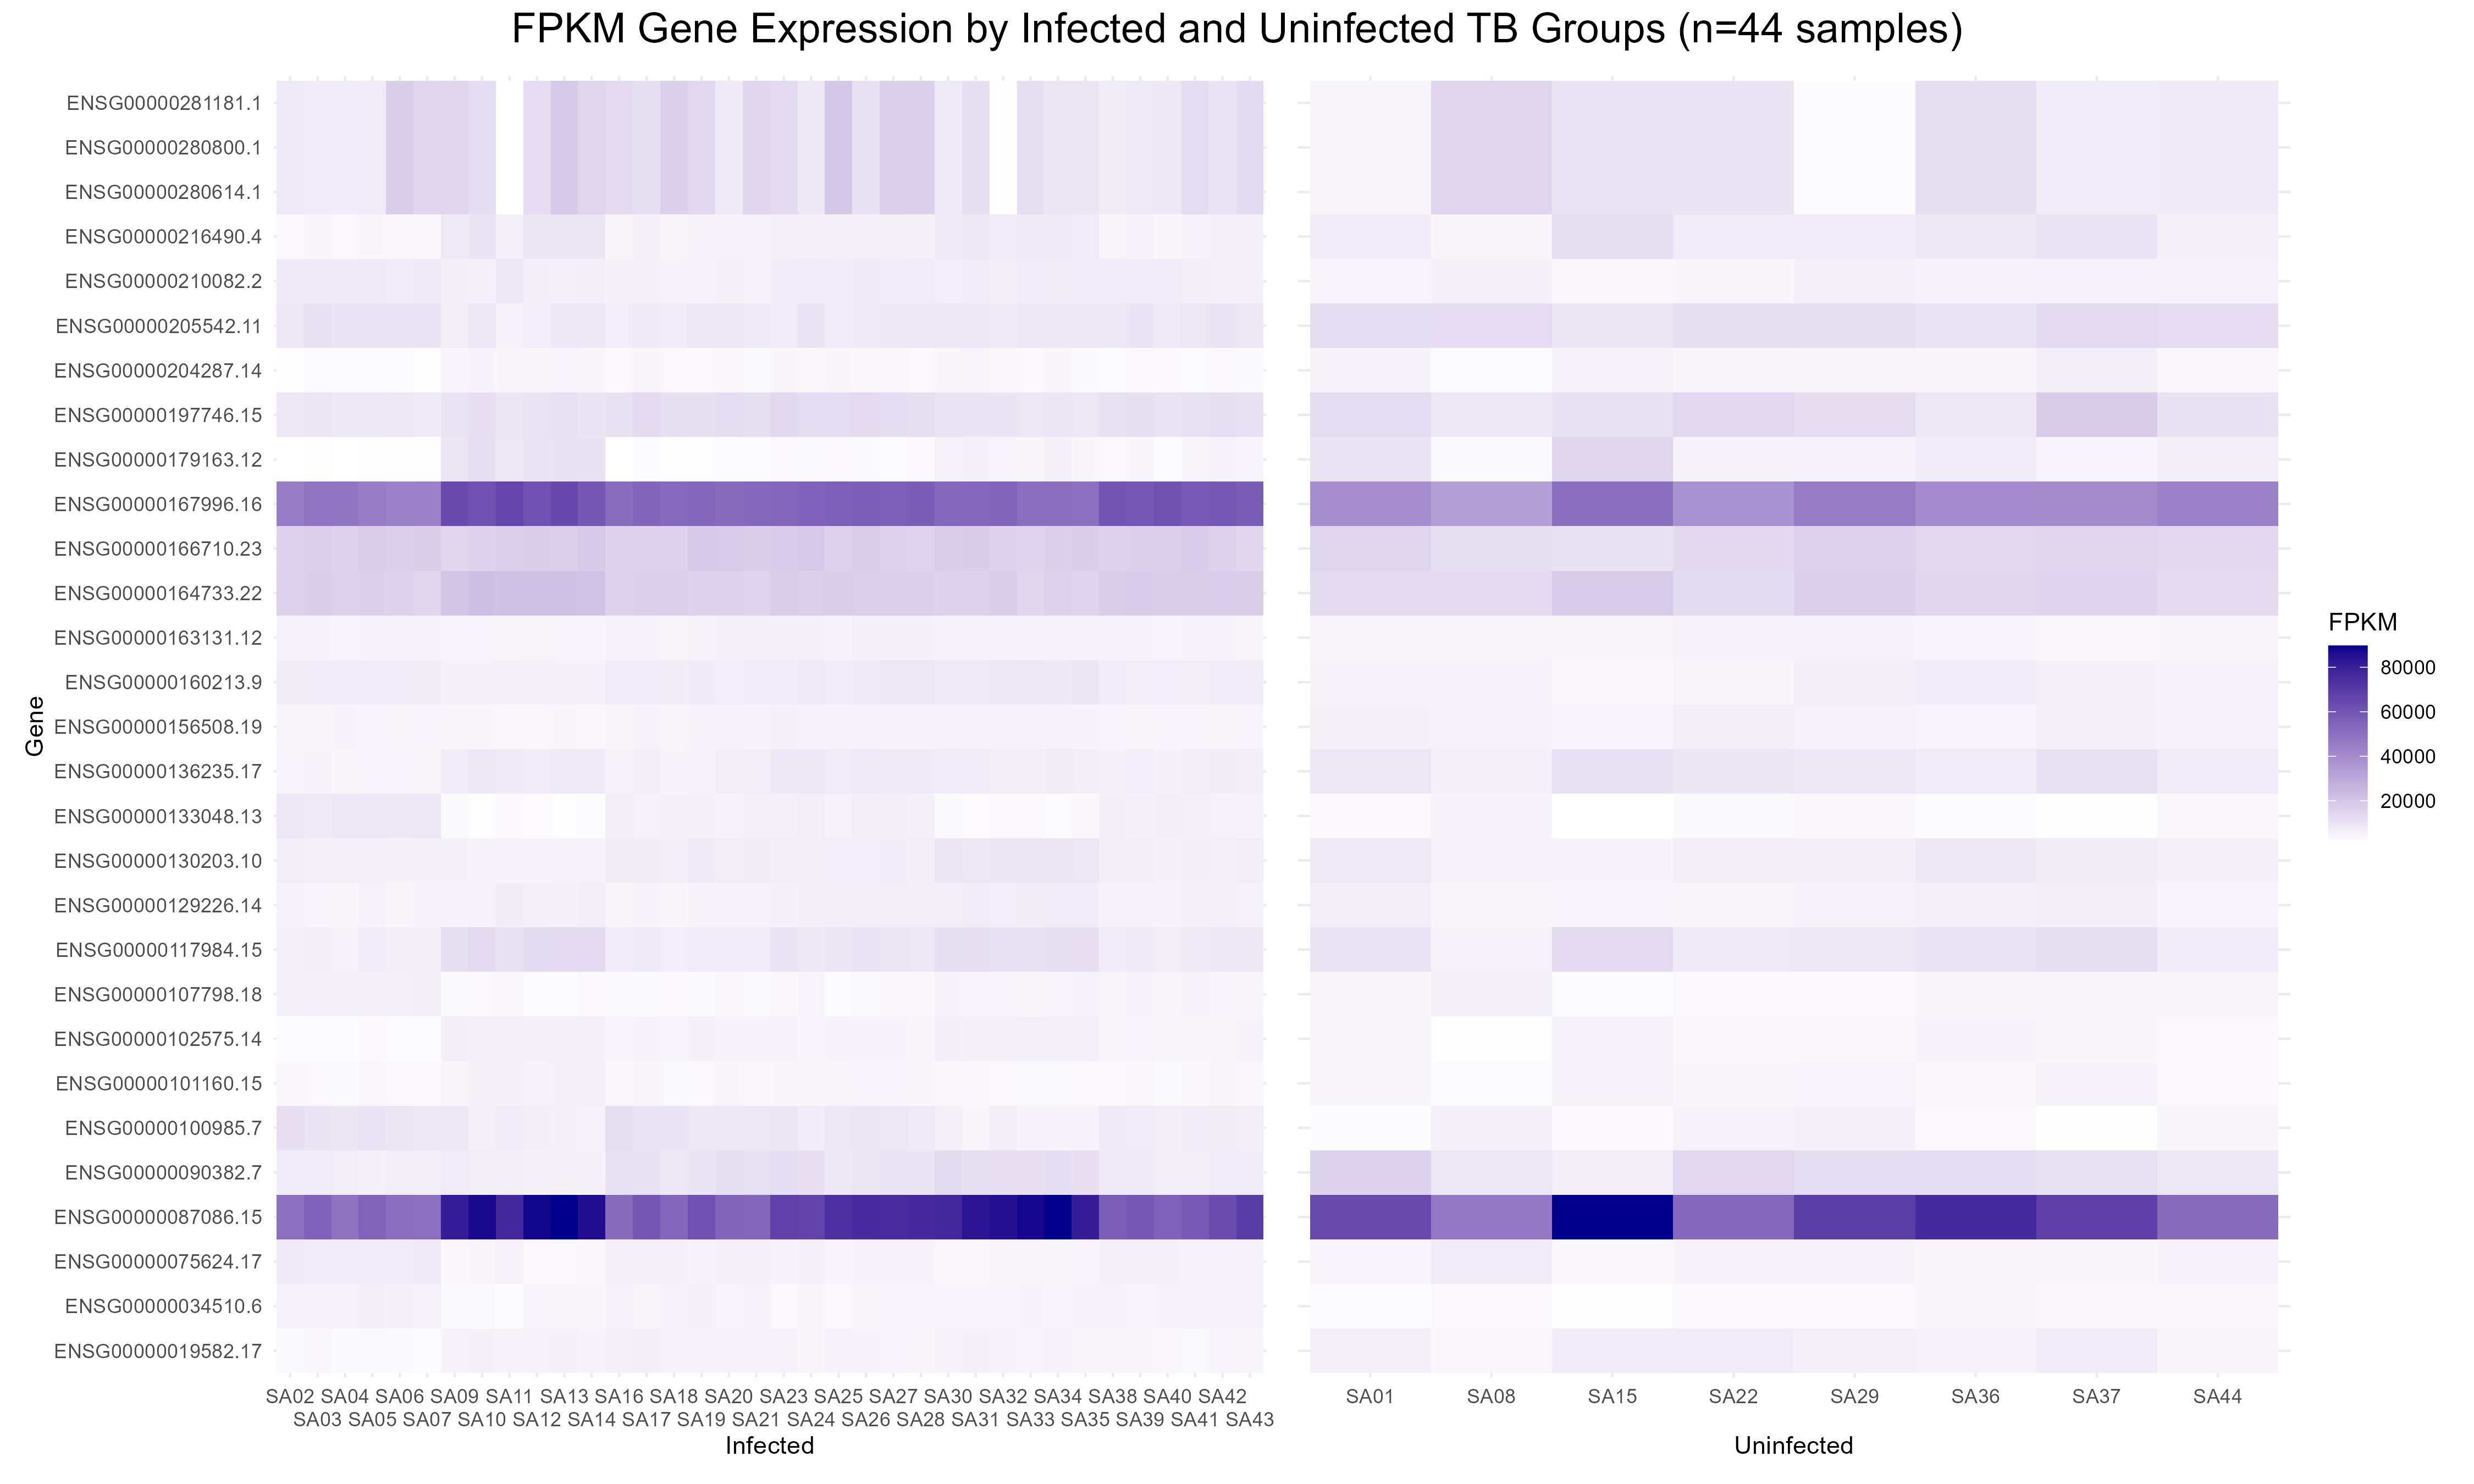 FPKM Gene Expression by Infected and Uninfected TB Groups (n=44 samples)
ENSG00000281181.1
ENSG00000280800.1
ENSG00000280614.1
ENSG00000216490.4
ENSG00000210082.2
ENSG00000205542.11
ENSG00000204287.14
ENSG00000197746.15
ENSG00000179163.12
ENSG00000167996.16
ENSG00000166710.23
ENSG00000164733.22
ENSG00000163131.12
ENSG00000160213.9
ENSG00000156508.19
ENSG00000136235.17
ENSG00000133048.13
ENSG00000130203.10
ENSG00000129226.14
ENSG00000117984.15
ENSG00000107798.18
ENSG00000102575.14
ENSG00000101160.15
ENSG00000100985.7
ENSG00000090382.7
ENSG00000087086.15
ENSG00000075624.17
ENSG00000034510.6
ENSG00000019582.17
Gene
SA02 SA04 SA06 SA09 SA11 SA13 SA16 SA18 SA20 SA23 SA25 SA27 SA30 SA32 SA34 SA38 SA40 SA42
SA03 SA05 SA07 SA10 SA12 SA14 SA17 SA19 SA21 SA24 SA26 SA28 SA31 SA33 SA35 SA39 SA41 SA43
Infected
SA01 SA08 SA15 SA22 SA29 SA36 SA37 SA44
Uninfected
FPKM
80000
60000
40000
20000